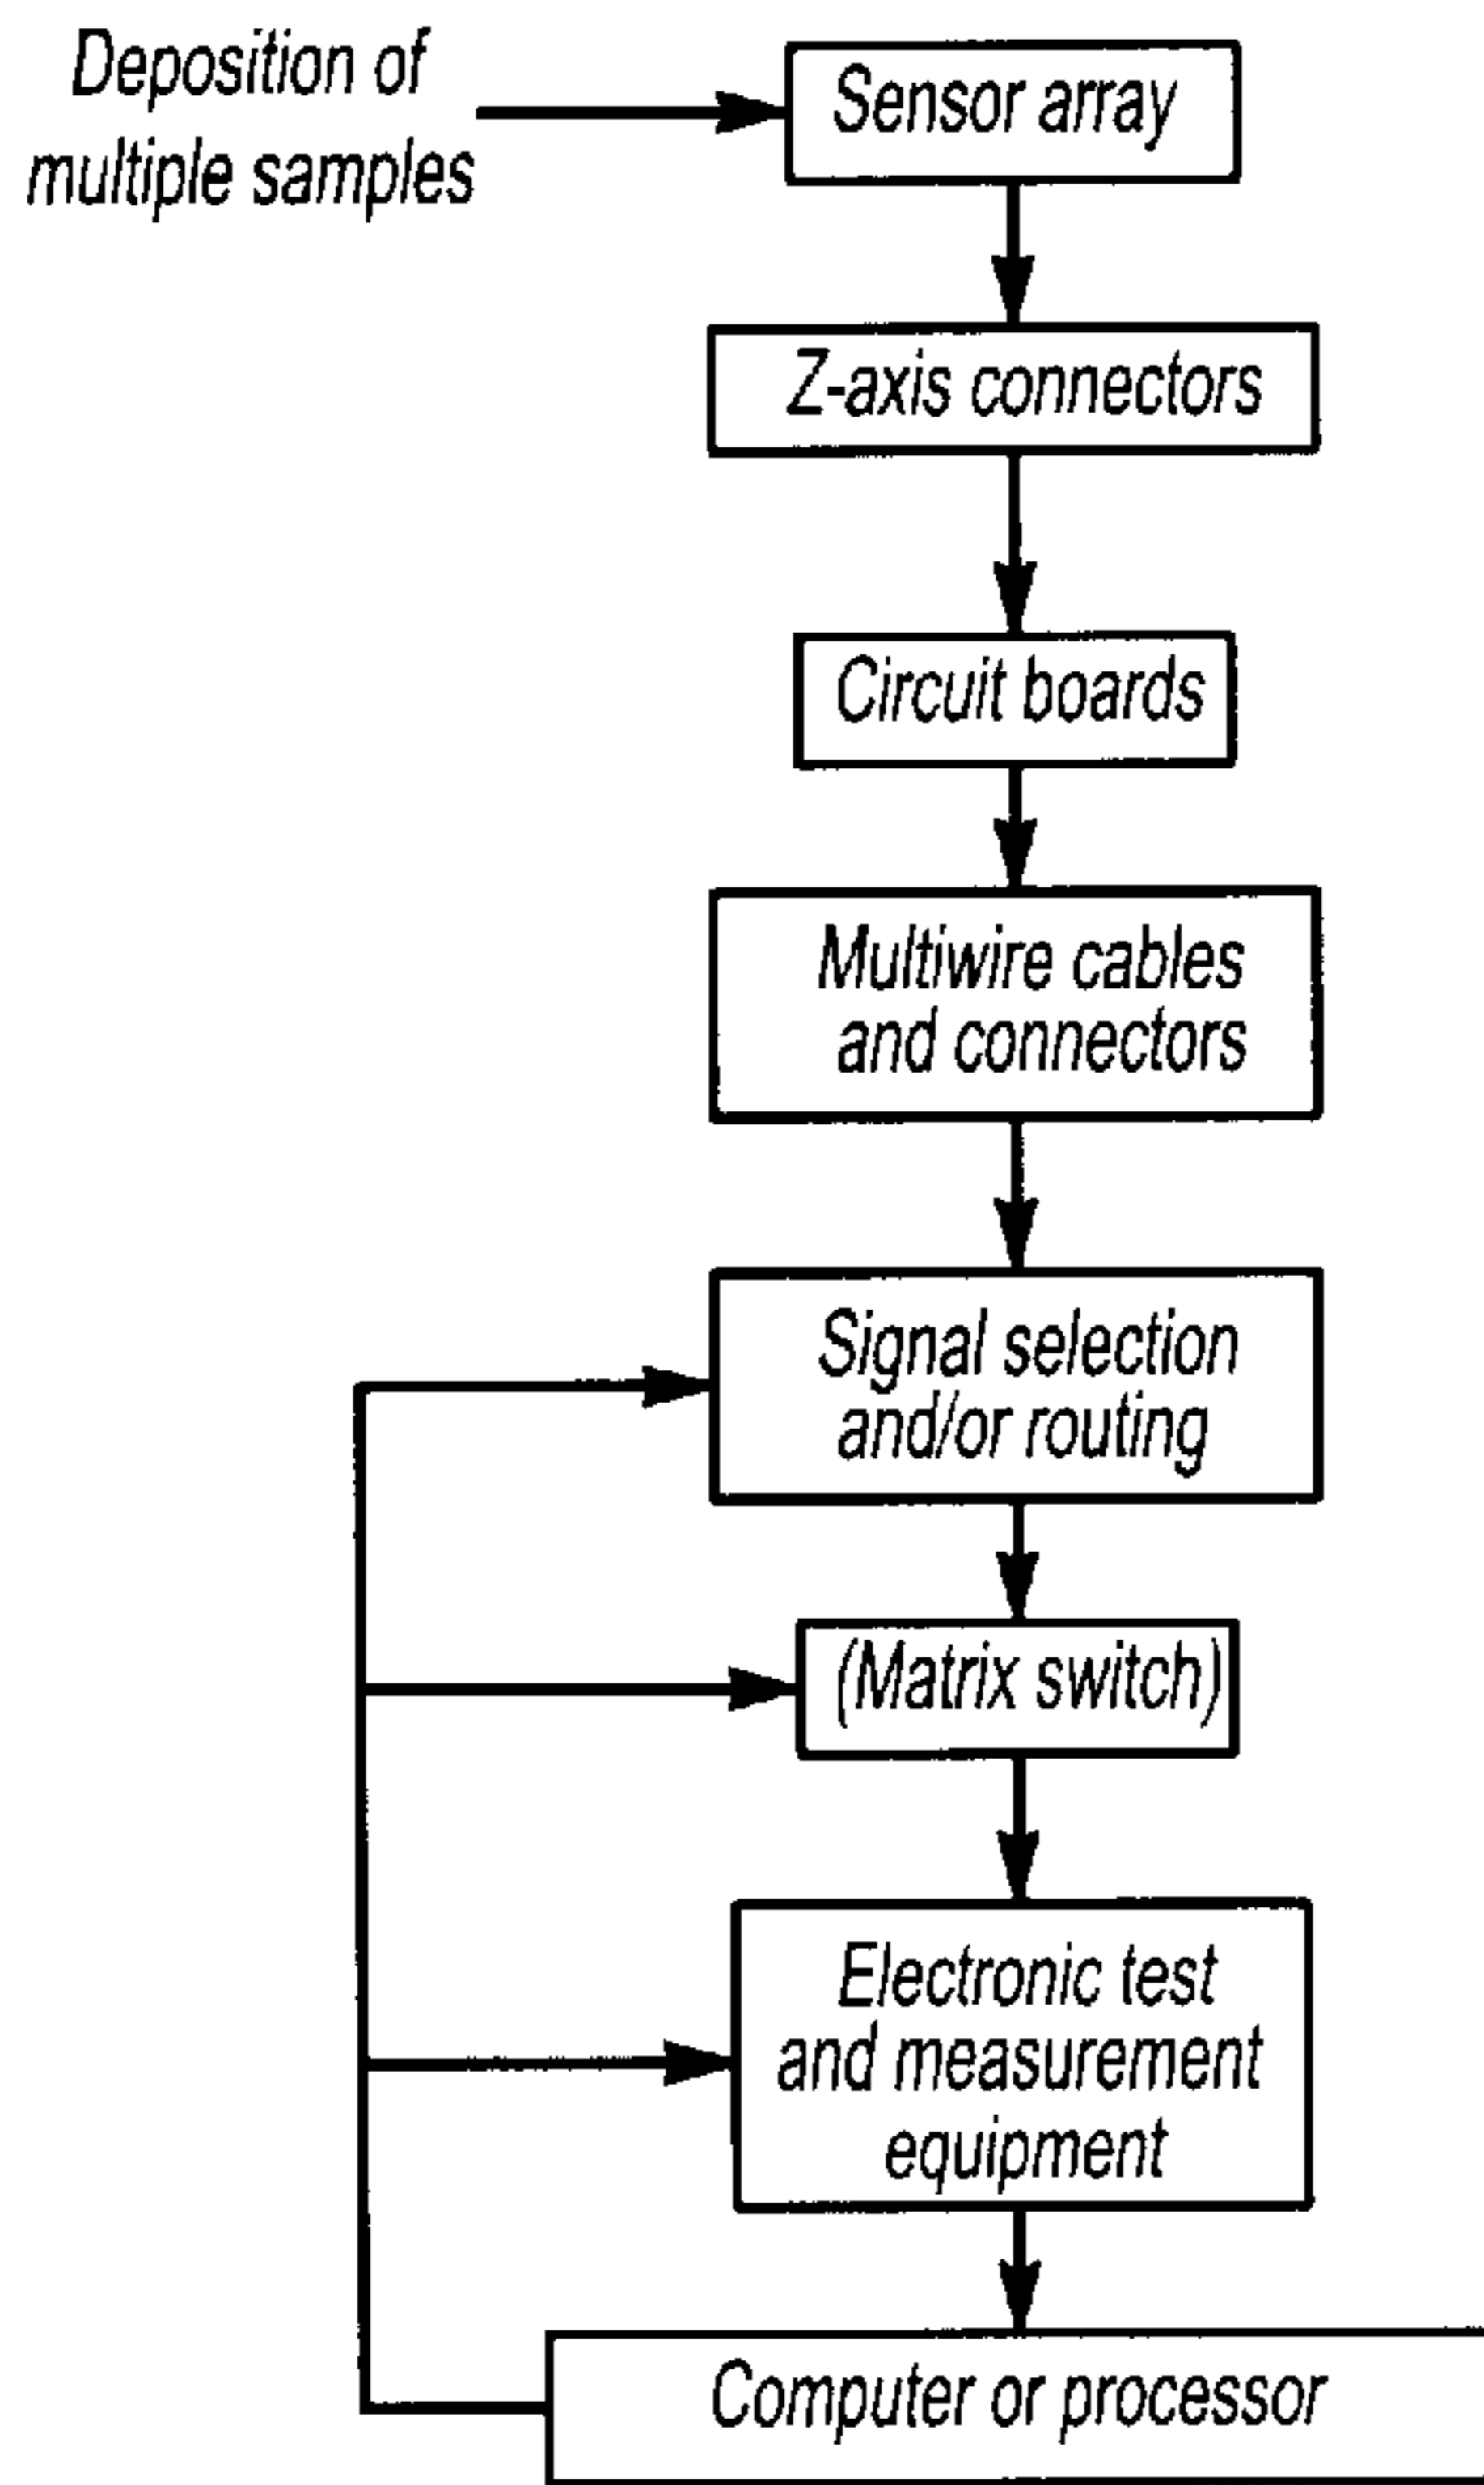 Deposition of
multiple samples
Sensor array
Z-axis connectors
Circuit boards
Multiwire cables
and connectors
Signal selection
and/or routing
(Matrix switch)
Electronic test
and measurement
equipment
Computer or processor